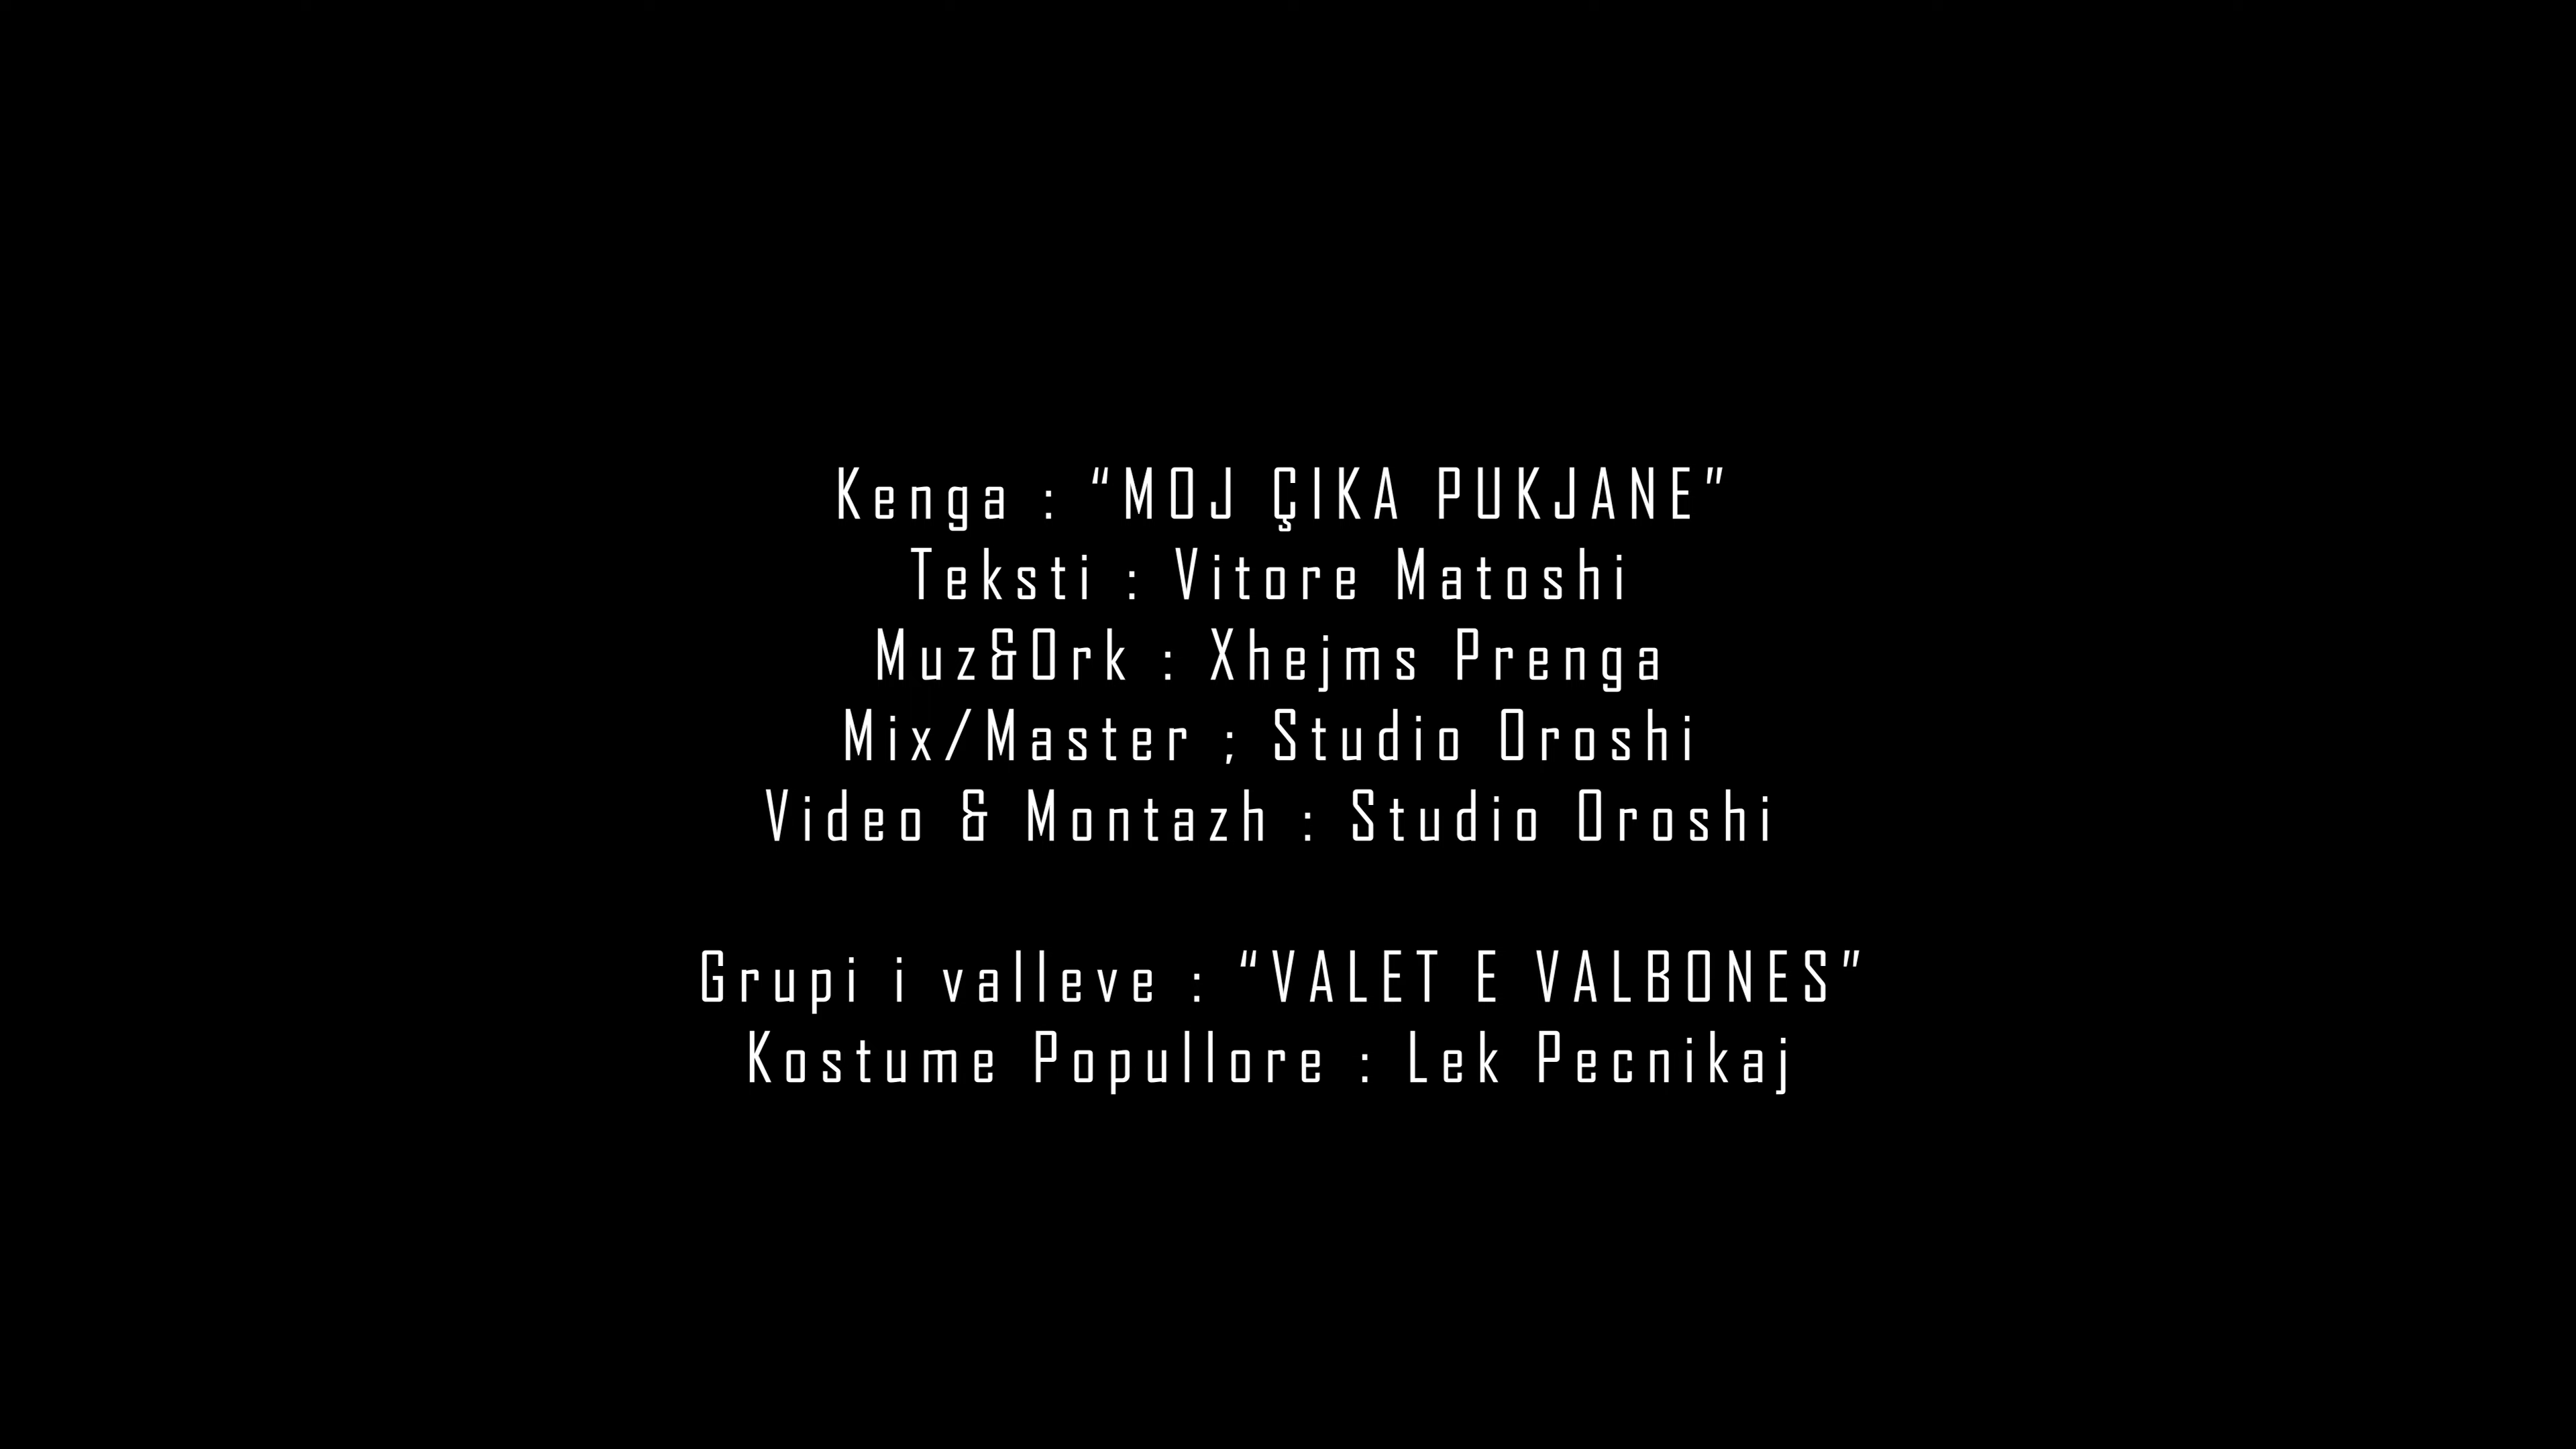 Kenga : “MOJ ÇIKA PUKJANE”
Teksti : Vitore Matoshi
Muz&Ork : Xhejms Prenga
Mix/Master ; Studio Oroshi
Video & Montazh : Studio Oroshi
Grupi i valleve : “VALET E VALBONES”
Kostume Popullore : Lek Pecnikaj